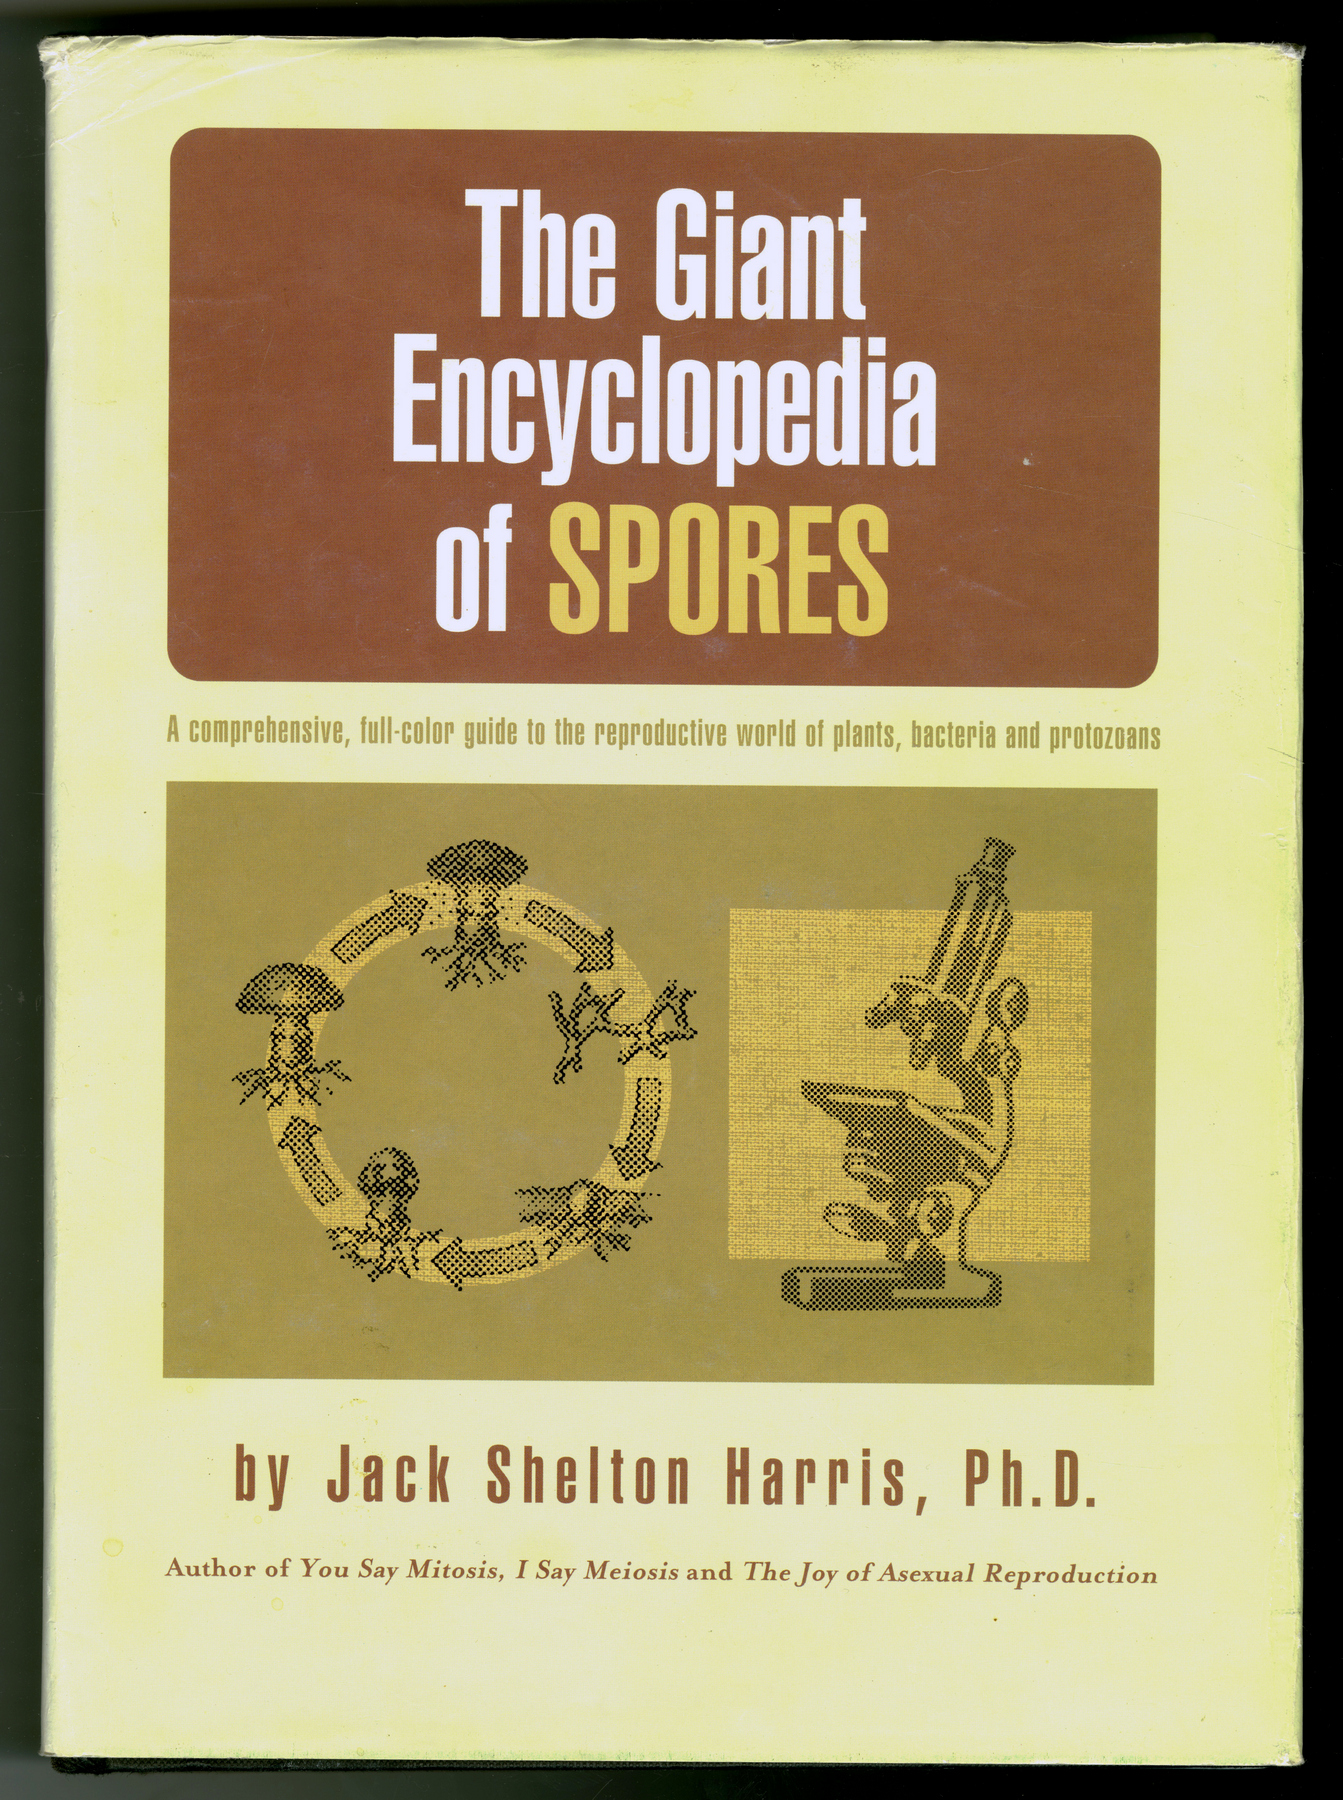 The Giant
Encyclopedia
of SPORES
A comprehensive, full-color guide to the reproductive world of plants, bacteria and protozoans
by Jack Shelton Harris, Ph.D.
Author of You Say Mitosis, I Say Meiosis and The Joy of Asexual Reproduction